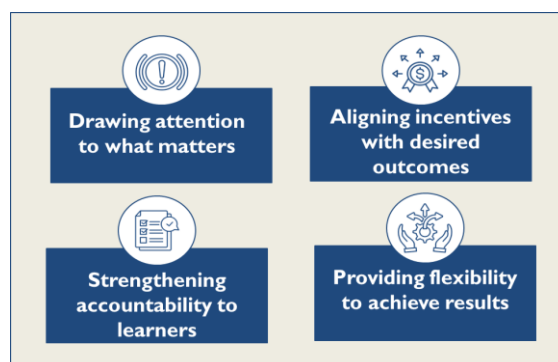 Drawing attention
to what matters
Aligning incentives
with desired
outcomes
Strengthening
accountability to
learners
Providing flexibility
to achieve results